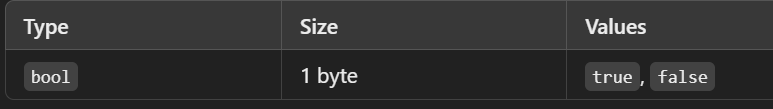 Type Size Values
bool 1 byte true, false